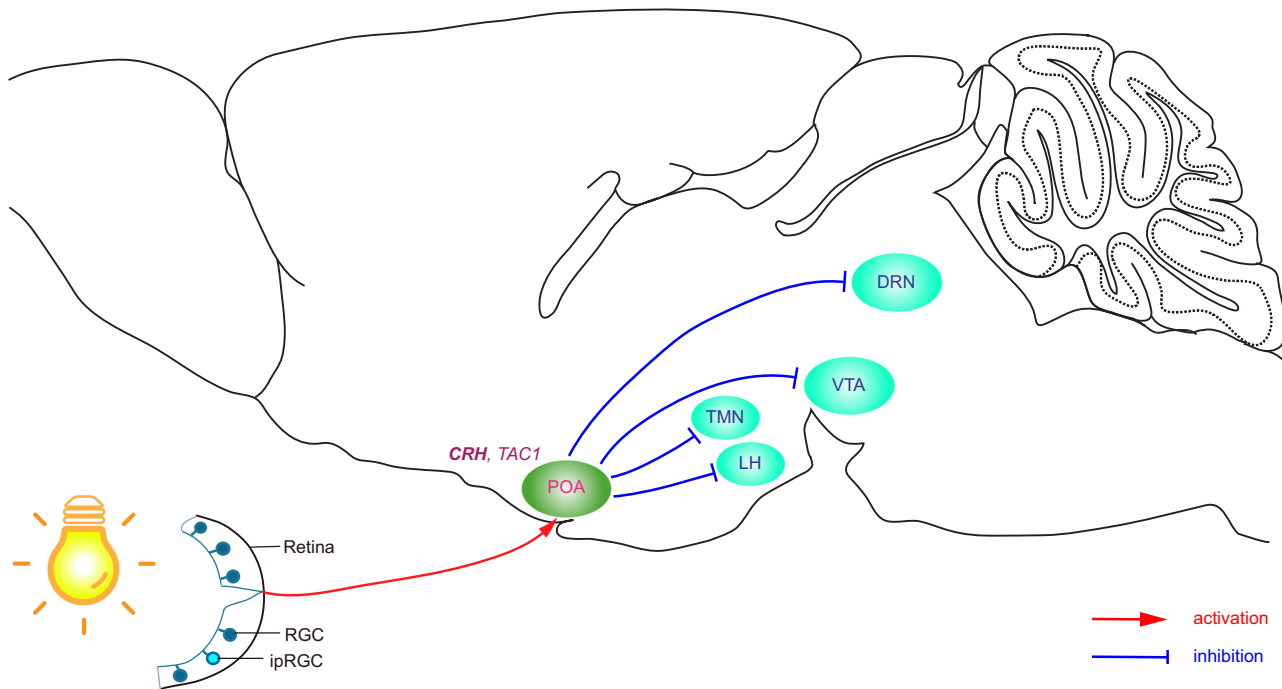 DRN
VTA
TMN
CRH, TAC1
LH
POA
Retina
activation
RGC
inhibition
ipRGC